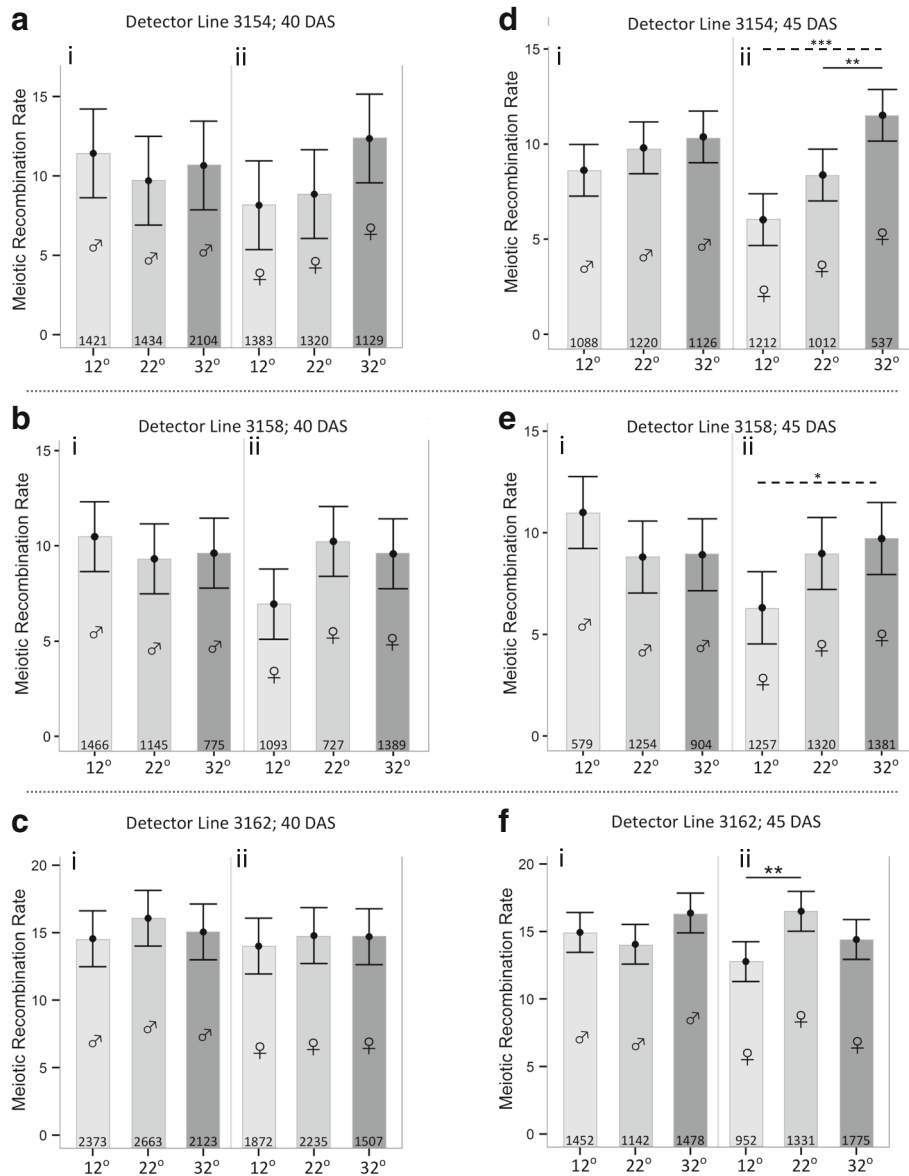 a
Detector Line 3154; 40 DAS
i
ii
Meiotic Recombination Rate
15
10
5
0
♂ ♂ ♂ ♀ ♀ ♀
1421 1434 2104 1383 1320 1129
12° 22° 32° 12° 22° 32°
d
Detector Line 3154; 45 DAS
i
ii
***
**
Meiotic Recombination Rate
15
10
5
0
♂ ♂ ♂ ♀ ♀ ♀
1088 1220 1126 1212 1012 537
12° 22° 32° 12° 22° 32°
b
Detector Line 3158; 40 DAS
i
ii
Meiotic Recombination Rate
15
10
5
0
♂ ♂ ♂ ♀ ♀ ♀
1466 1145 775 1093 727 1389
12° 22° 32° 12° 22° 32°
e
Detector Line 3158; 45 DAS
i
ii
*
Meiotic Recombination Rate
15
10
5
0
♂ ♂ ♂ ♀ ♀ ♀
579 1254 904 1257 1320 1381
12° 22° 32° 12° 22° 32°
c
Detector Line 3162; 40 DAS
i
ii
Meiotic Recombination Rate
20
15
10
5
0
♂ ♂ ♂ ♀ ♀ ♀
2373 2663 2123 1872 2235 1507
12° 22° 32° 12° 22° 32°
f
Detector Line 3162; 45 DAS
i
ii
**
Meiotic Recombination Rate
20
15
10
5
0
♂ ♂ ♂ ♀ ♀ ♀
1452 1142 1478 952 1331 1775
12° 22° 32° 12° 22° 32°